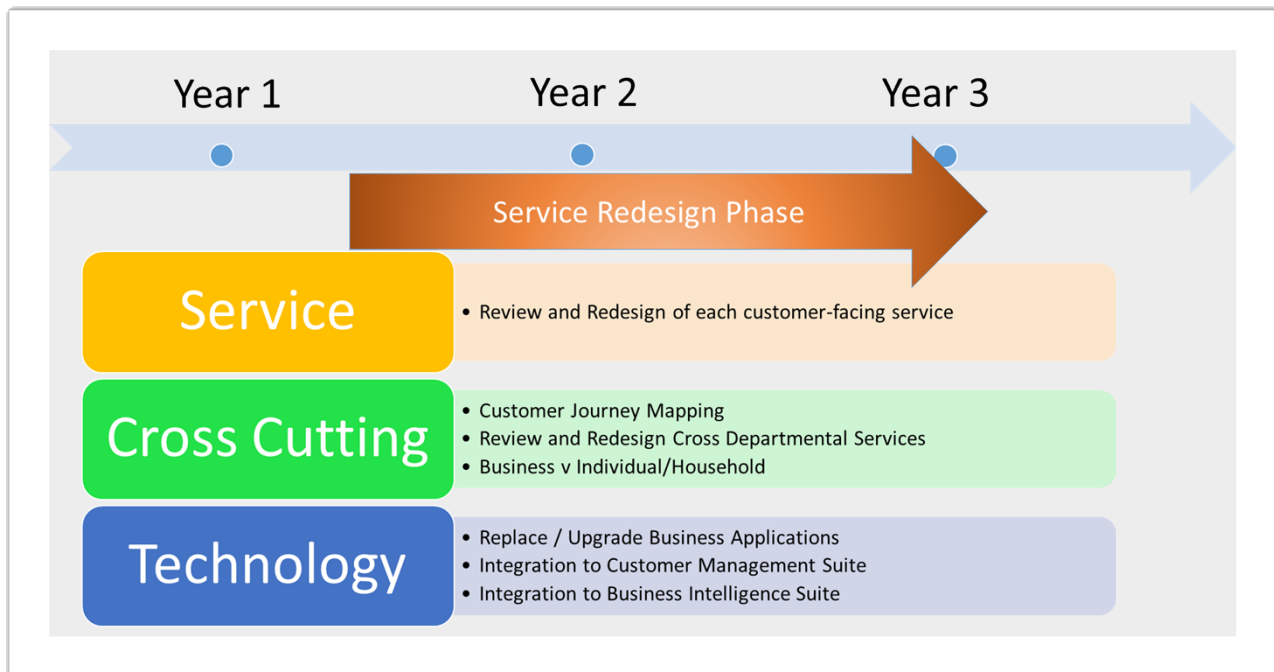 Year 1
Year 2
Year 3
Service Redesign Phase
Service
• Review and Redesign of each customer-facing service
Cross Cutting
• Customer Journey Mapping
• Review and Redesign Cross Departmental Services
• Business v Individual/Household
Technology
• Replace / Upgrade Business Applications
• Integration to Customer Management Suite
• Integration to Business Intelligence Suite